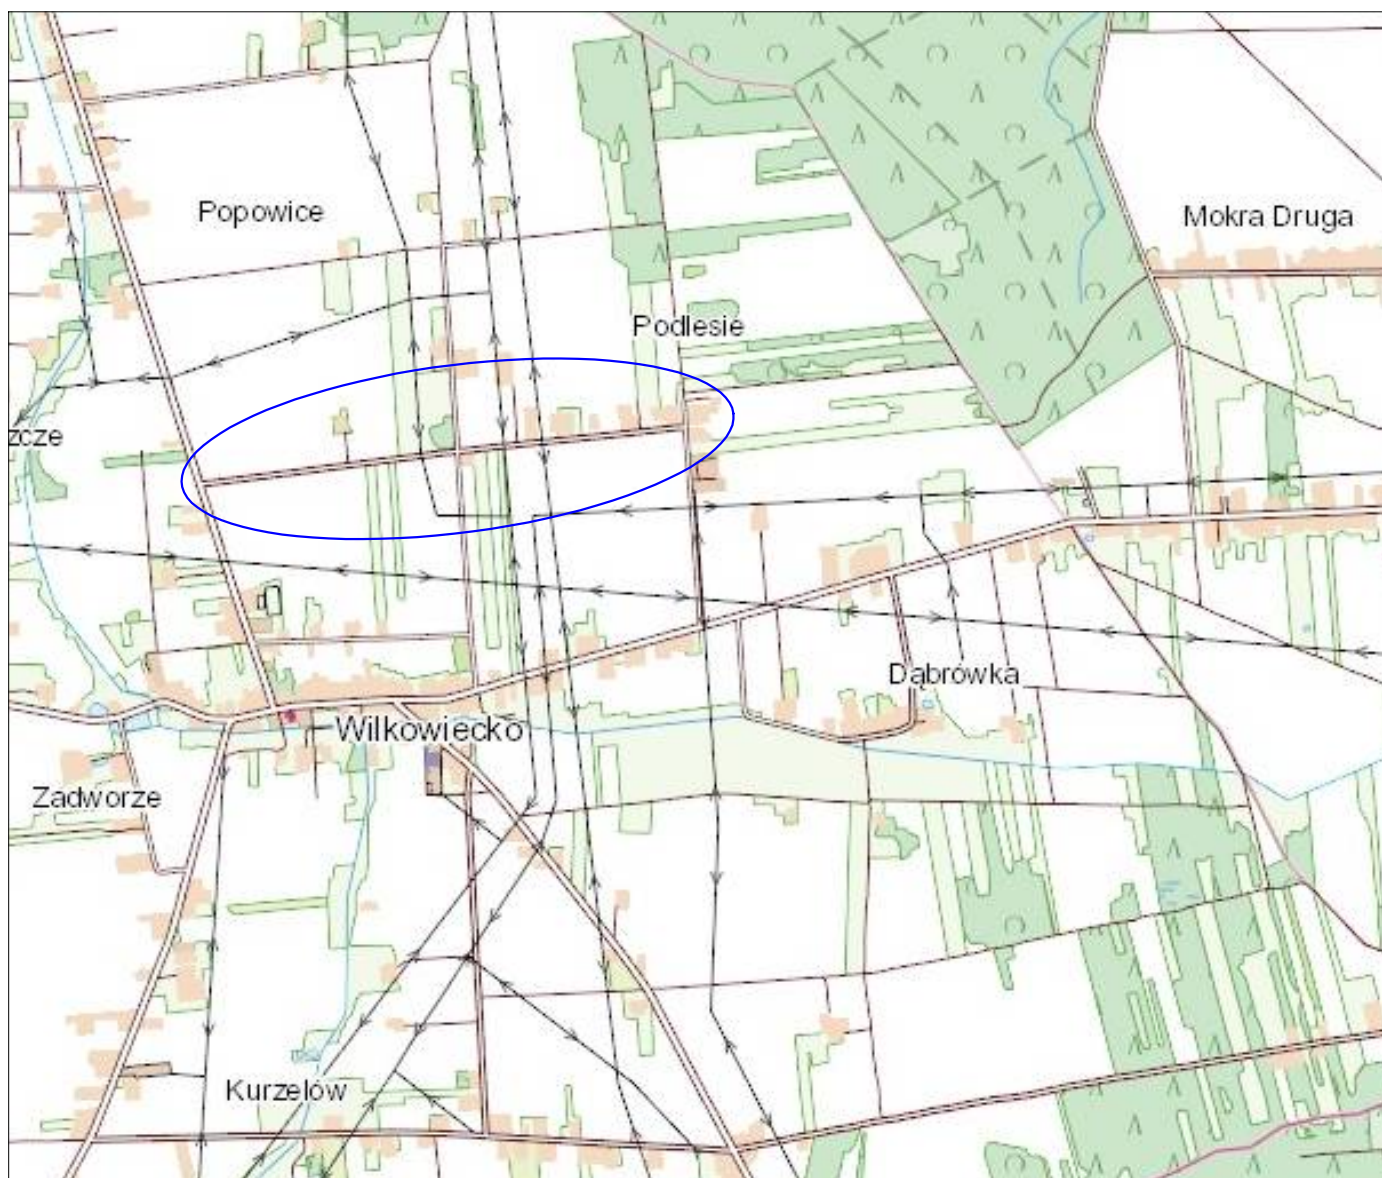 Popowice
Mokra Druga
Podlesie
zcze
Dąbrówka
Wilkowiecko
Zadworze
Kurzelów